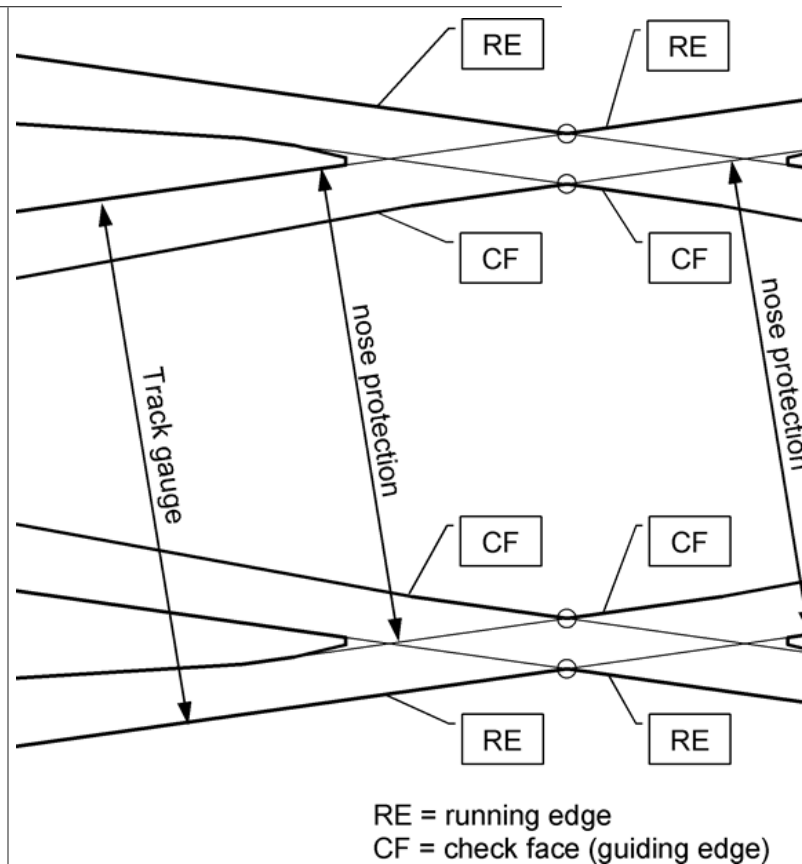 RE
RE
CF
CF
Track gauge
nose protection
nose protection
CF
CF
RE
RE
RE = running edge
CF = check face (guiding edge)